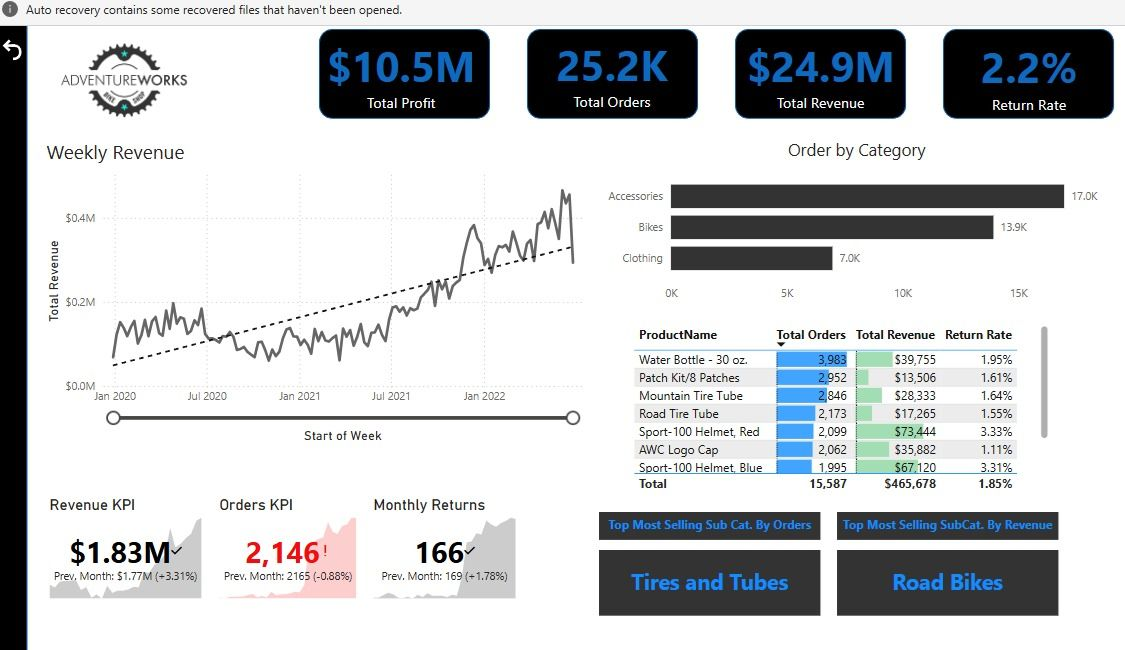 Auto recovery contains some recovered files that haven't been opened.
ADVENTUREWORKS
BIKE SHOP
$10.5M
Total Profit
25.2K
Total Orders
$24.9M
Total Revenue
2.2%
Return Rate
Weekly Revenue
Total Revenue
$0.4M
$0.2M
$0.0M
Jan 2020 Jul 2020 Jan 2021 Jul 2021 Jan 2022
Start of Week
Order by Category
Accessories 17.0K
Bikes 13.9K
Clothing 7.0K
0K 5K 10K 15K
ProductName Total Orders Total Revenue Return Rate
Water Bottle - 30 oz. 3,983 $39,755 1.95%
Patch Kit/8 Patches 2,952 $13,506 1.61%
Mountain Tire Tube 2,846 $28,333 1.64%
Road Tire Tube 2,173 $17,265 1.55%
Sport-100 Helmet, Red 2,099 $73,444 3.33%
AWC Logo Cap 2,062 $35,882 1.11%
Sport-100 Helmet, Blue 1,995 $67,120 3.31%
Total 15,587 $465,678 1.85%
Revenue KPI
$1.83M
Prev. Month: $1.77M (+3.31%)
Orders KPI
2,146!
Prev. Month: 2165 (-0.88%)
Monthly Returns
166
Prev. Month: 169 (+1.78%)
Top Most Selling Sub Cat. By Orders
Tires and Tubes
Top Most Selling SubCat. By Revenue
Road Bikes